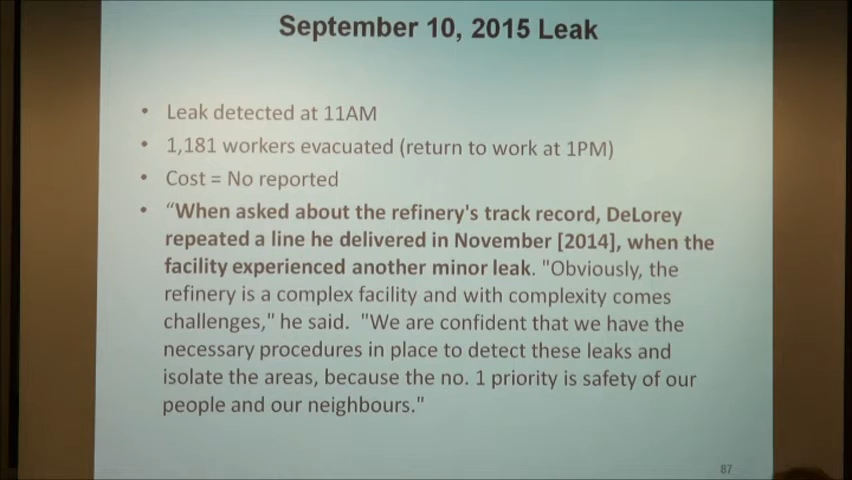 September 10, 2015 Leak
• Leak detected at 11AM
• 1,181 workers evacuated (return to work at 1PM)
• Cost = No reported
• “When asked about the refinery's track record, DeLorey
repeated a line he delivered in November [2014], when the
facility experienced another minor leak. "Obviously, the
refinery is a complex facility and with complexity comes
challenges," he said.  "We are confident that we have the
necessary procedures in place to detect these leaks and
isolate the areas, because the no. 1 priority is safety of our
people and our neighbours."
87